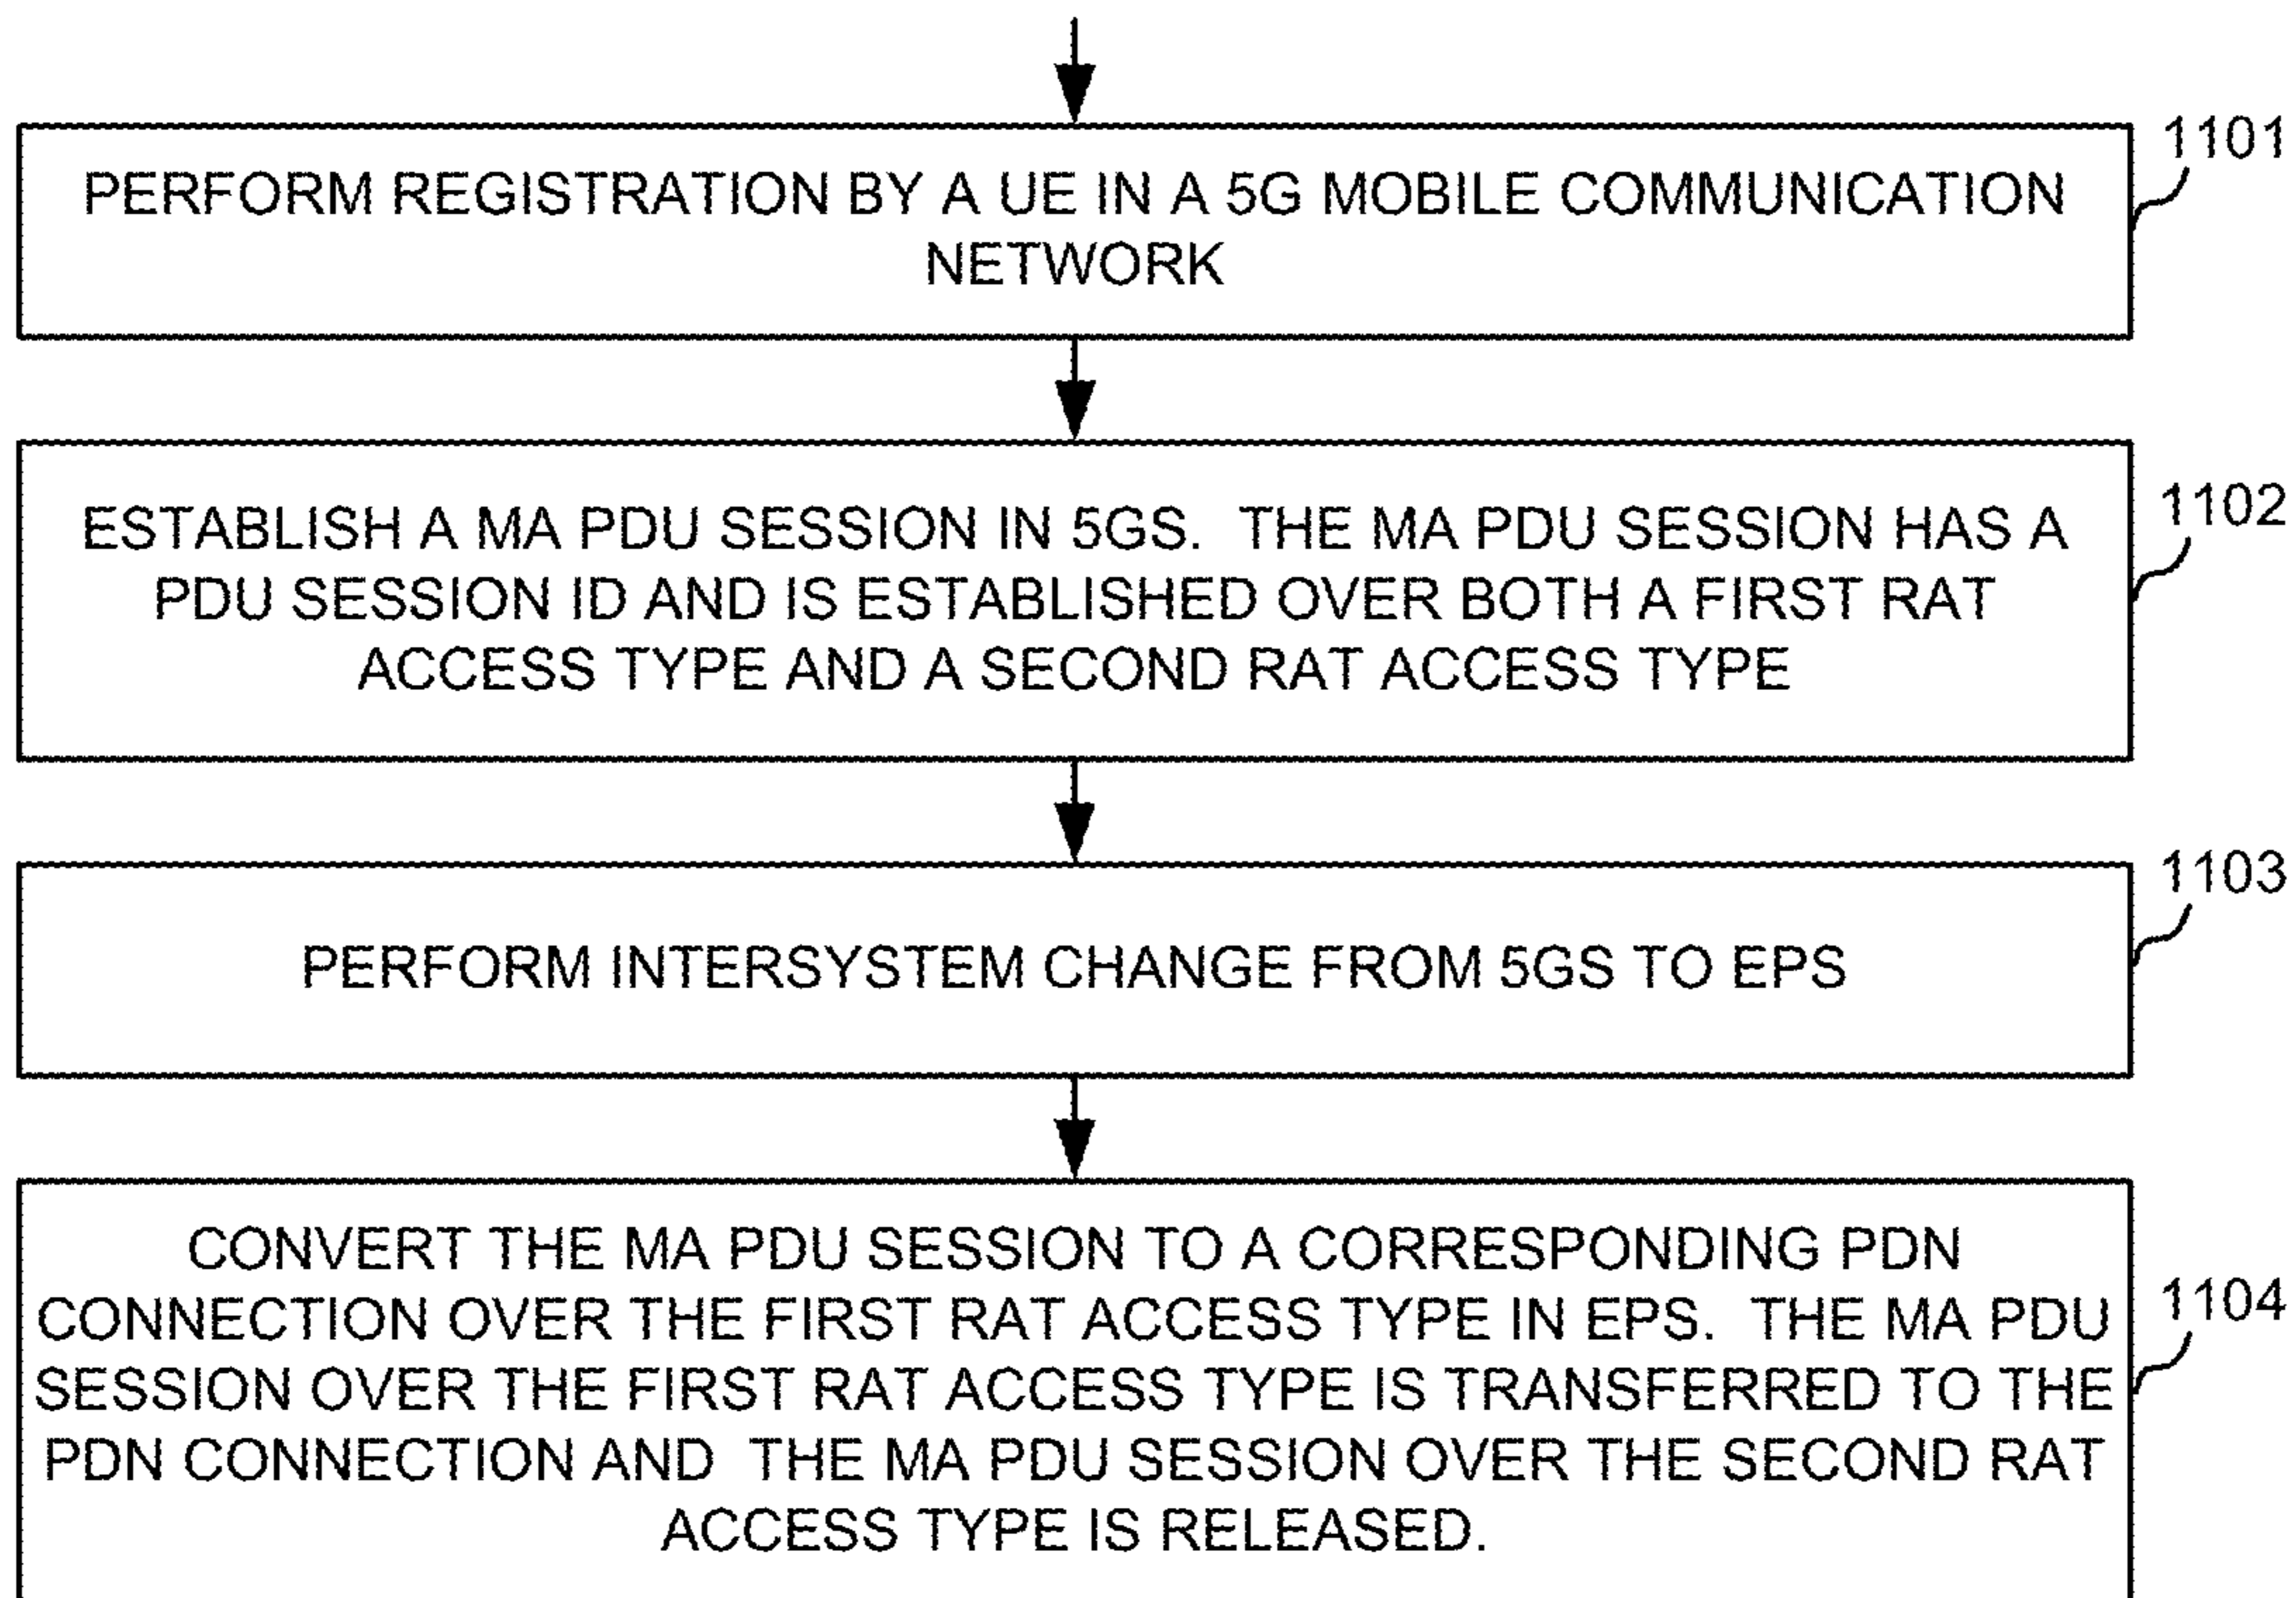 1101
PERFORM REGISTRATION BY A UE IN A 5G MOBILE COMMUNICATION
NETWORK
1102
ESTABLISH A MA PDU SESSION IN 5GS. THE MA PDU SESSION HAS A
PDU SESSION ID AND IS ESTABLISHED OVER BOTH A FIRST RAT
ACCESS TYPE AND A SECOND RAT ACCESS TYPE
1103
PERFORM INTERSYSTEM CHANGE FROM 5GS TO EPS
CONVERT THE MA PDU SESSION TO A CORRESPONDING PDN
1104
CONNECTION OVER THE FIRST RAT ACCESS TYPE IN EPS. THE MA PDU
SESSION OVER THE FIRST RAT ACCESS TYPE IS TRANSFERRED TO THE
PDN CONNECTION AND THE MA PDU SESSION OVER THE SECOND RAT
ACCESS TYPE IS RELEASED.